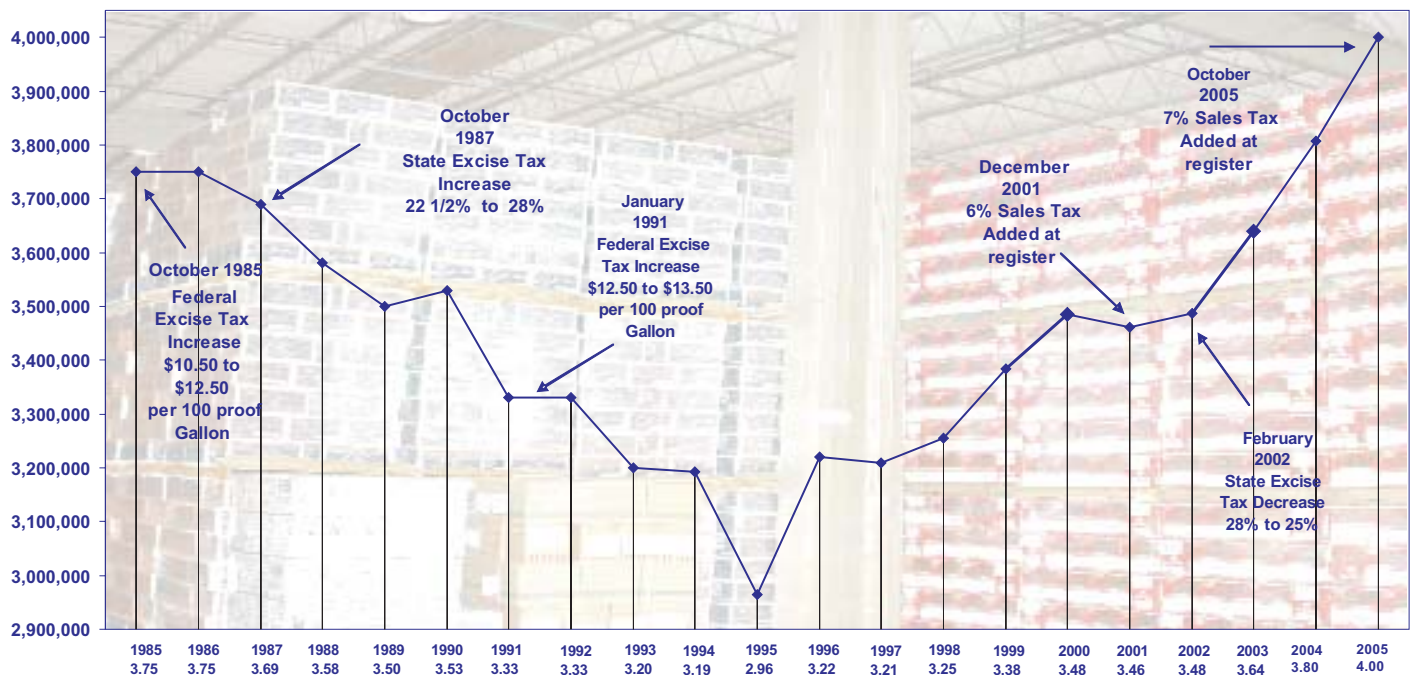 4,000,000
3,900,000
3,800,000
3,700,000
3,600,000
3,500,000
3,400,000
3,300,000
3,200,000
3,100,000
3,000,000
2,900,000
October 1985
Federal
Excise Tax
Increase
$10.50 to
$12.50
per 100 proof
Gallon
October
1987
State Excise Tax
Increase
22 1/2% to 28%
January
1991
Federal Excise
Tax Increase
$12.50 to $13.50
per 100 proof
Gallon
December
2001
6% Sales Tax
Added at
register
October
2005
7% Sales Tax
Added at
register
February
2002
State Excise
Tax Decrease
28% to 25%
1985 1986 1987 1988 1989 1990 1991 1992 1993 1994 1995 1996 1997 1998 1999 2000 2001 2002 2003 2004 2005
3.75 3.75 3.69 3.58 3.50 3.53 3.33 3.33 3.20 3.19 2.96 3.22 3.21 3.25 3.38 3.48 3.46 3.48 3.64 3.80 4.00